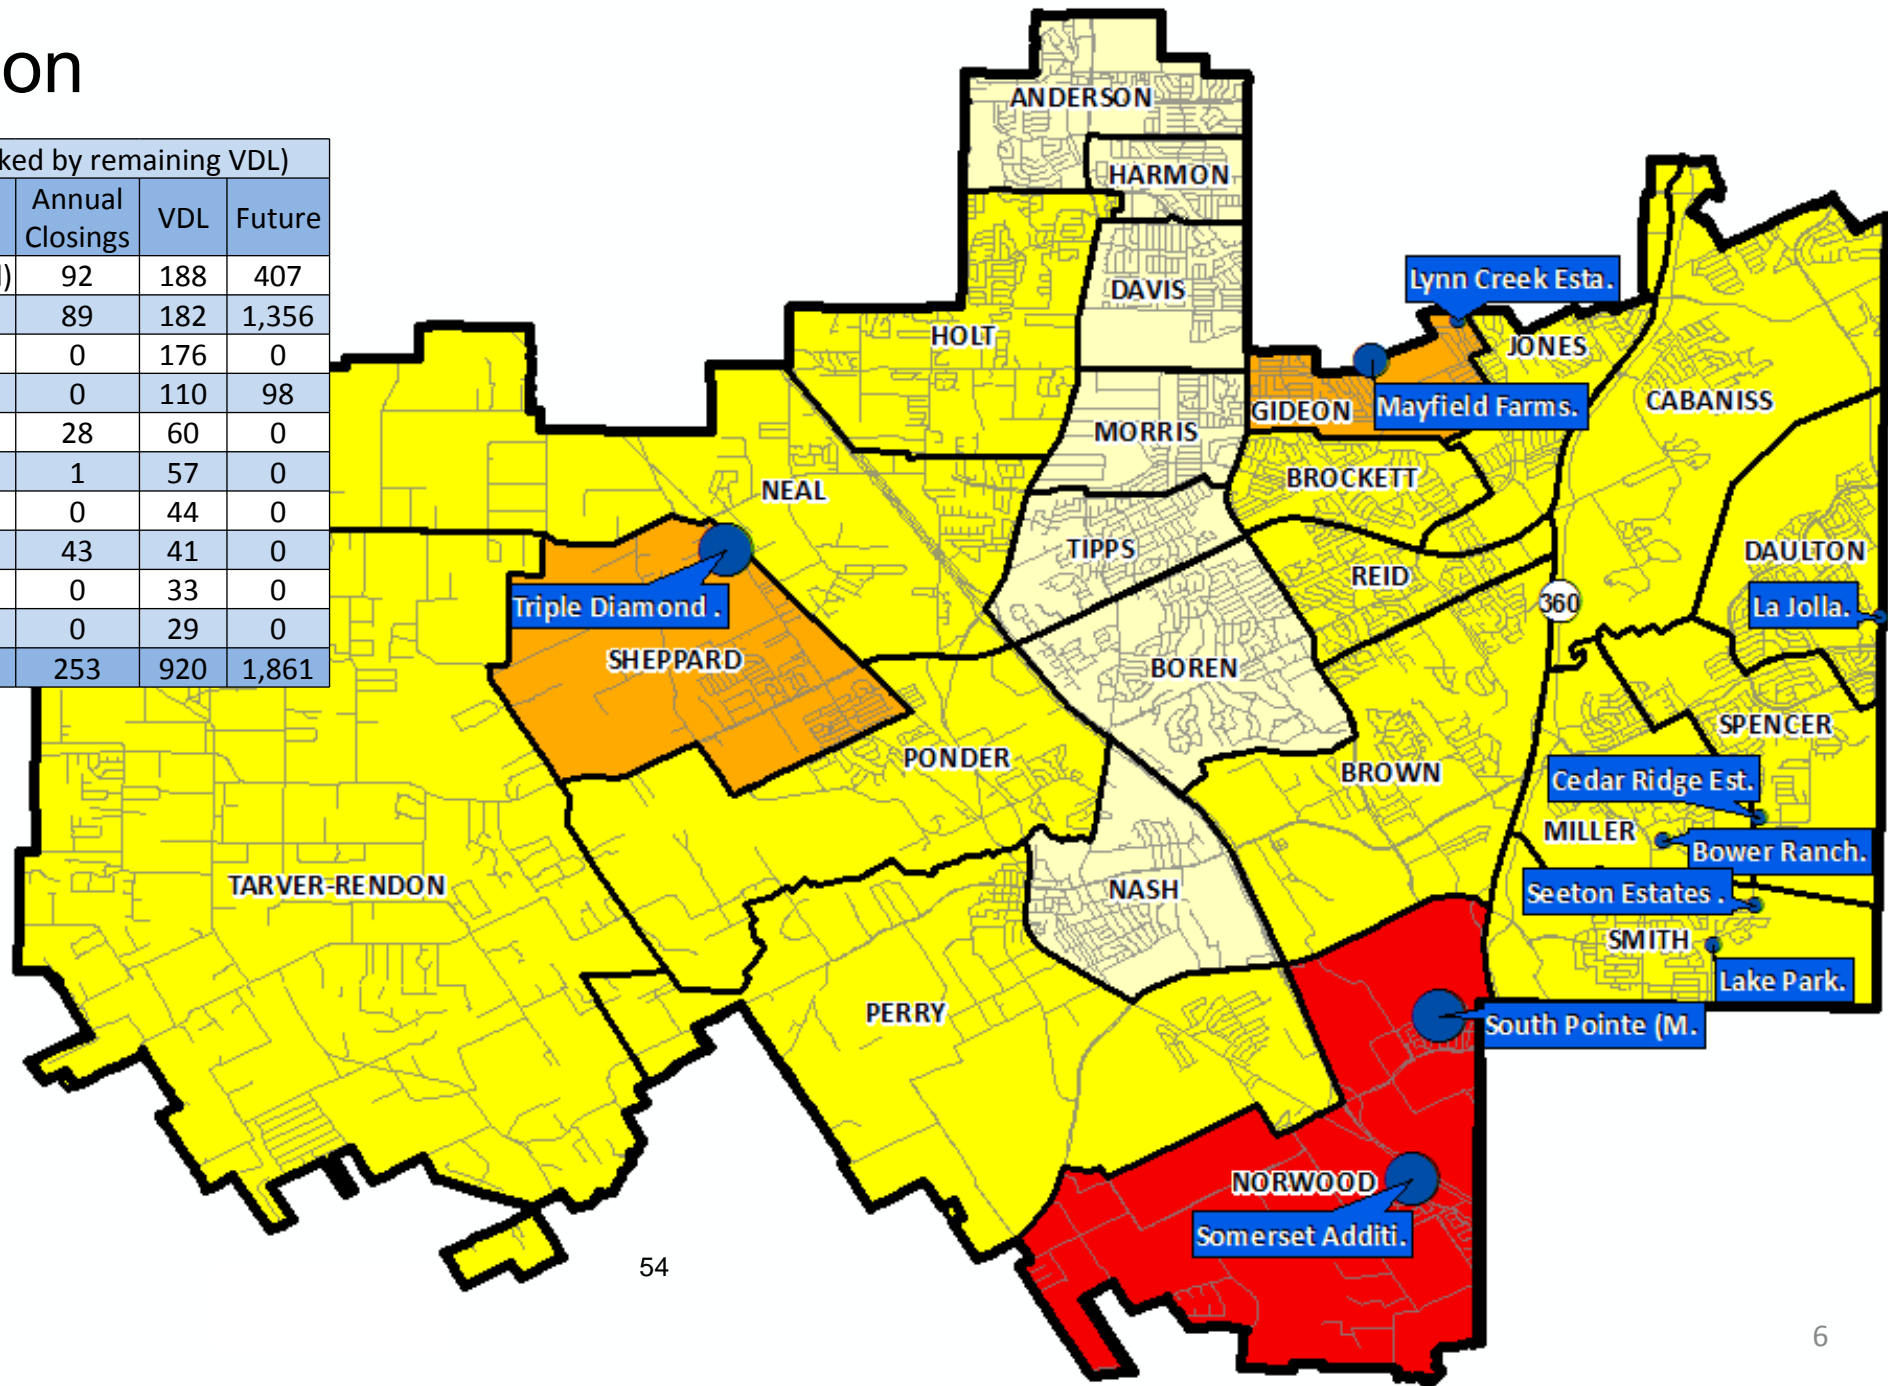 on
ked by remaining VDL)
Annual Closings VDL Future
) 92 188 407
89 182 1,356
0 176 0
0 110 98
28 60 0
1 57 0
0 44 0
43 41 0
0 33 0
0 29 0
253 920 1,861
ANDERSON
HARMON
DAVIS
HOLT
Lynn Creek Esta.
JONES
CABANISS
GIDEON
Mayfield Farms.
MORRIS
BROCKETT
NEAL
TIPPS
DAULTON
REID
360
La Jolla.
Triple Diamond .
SHEPPARD
BOREN
SPENCER
PONDER
BROWN
Cedar Ridge Est.
MILLER
Bower Ranch.
TARVER-RENDON
NASH
Seeton Estates .
SMITH
Lake Park.
PERRY
South Pointe (M.
NORWOOD
Somerset Additi.
54
6